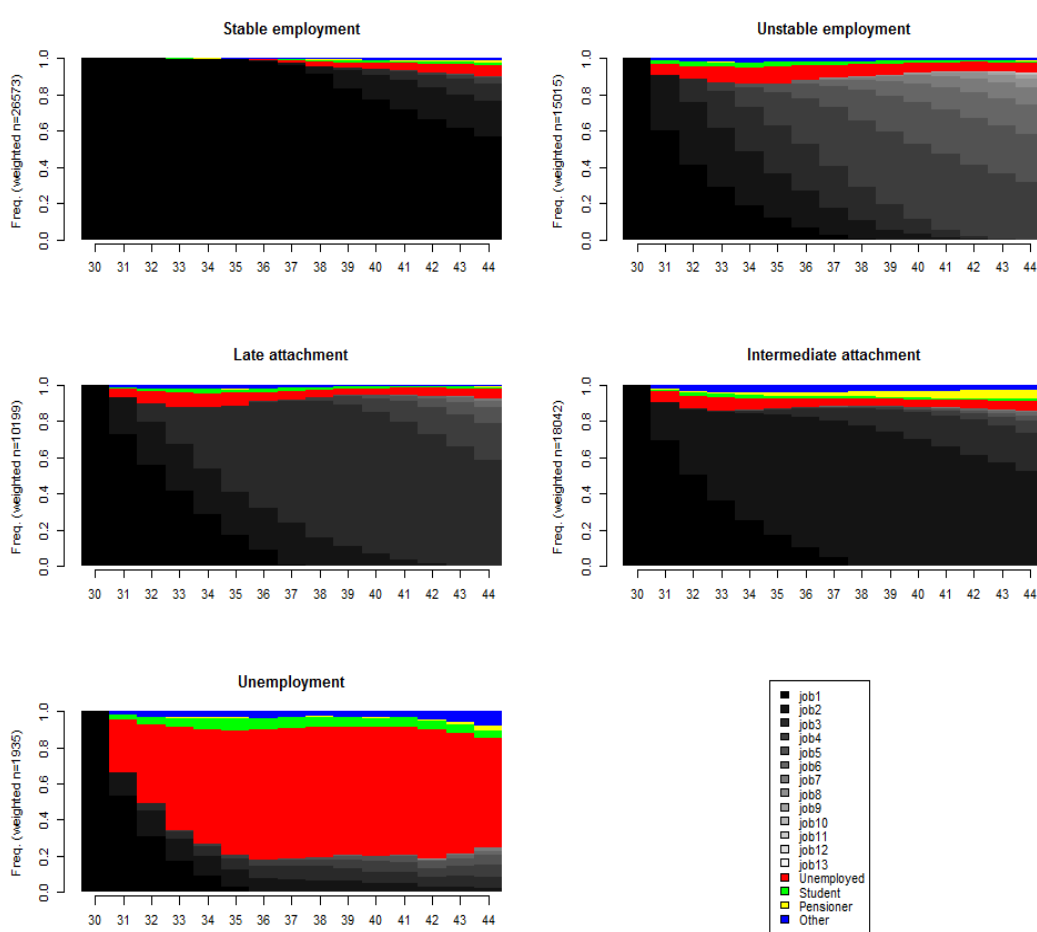 Stable employment
Freq. (weighted n=26573)
0.0 0.2 0.4 0.6 0.8 1.0
30 31 32 33 34 35 36 37 38 39 40 41 42 43 44
Unstable employment
Freq. (weighted n=15015)
0.0 0.2 0.4 0.6 0.8 1.0
30 31 32 33 34 35 36 37 38 39 40 41 42 43 44
Late attachment
Freq. (weighted n=10199)
0.0 0.2 0.4 0.6 0.8 1.0
30 31 32 33 34 35 36 37 38 39 40 41 42 43 44
Intermediate attachment
Freq. (weighted n=18042)
0.0 0.2 0.4 0.6 0.8 1.0
30 31 32 33 34 35 36 37 38 39 40 41 42 43 44
Unemployment
Freq. (weighted n=1935)
0.0 0.2 0.4 0.6 0.8 1.0
30 31 32 33 34 35 36 37 38 39 40 41 42 43 44
job1
job2
job3
job4
job5
job6
job7
job8
job9
job10
job11
job12
job13
Unemployed
Student
Pensioner
Other